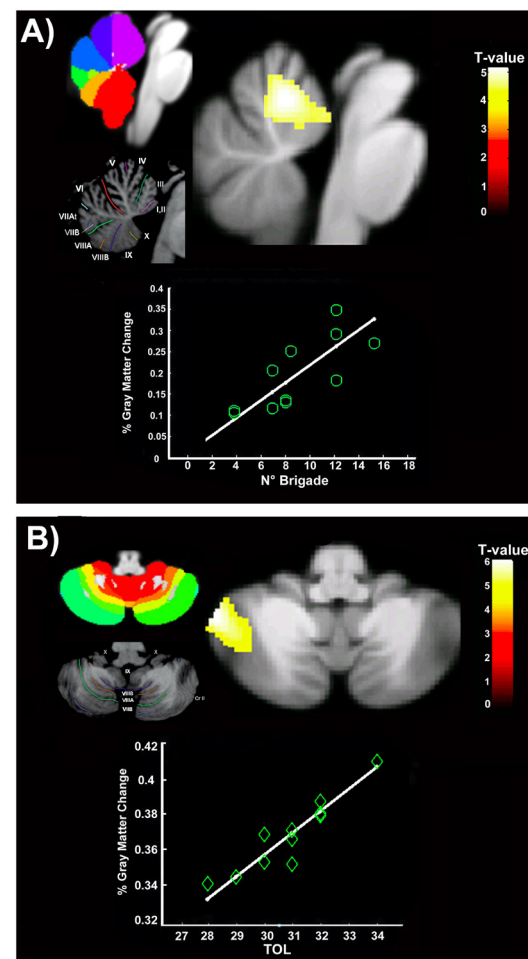 A)
T-value
5
4
3
2
1
0
V
IV
VI
III
VIIAt
I,II
VIIB
X
VIIIA
IX
VIIIB
% Gray Matter Change
0.4
0.35
0.3
0.25
0.2
0.15
0.1
0.05
0
0 2 4 6 8 10 12 14 16 18
N° Brigade
B)
T-value
6
5
4
3
2
1
0
X X
IX
VIIIB
VIIIA
VIIB
Cr II
% Gray Matter Change
0.42
0.4
0.38
0.36
0.34
0.32
27 28 29 30 31 32 34
TOL